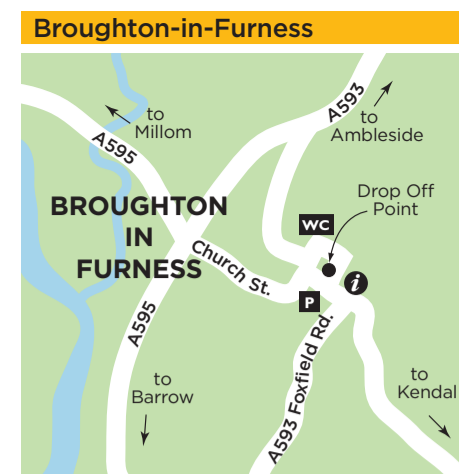 Broughton-in-Furness
to
Millom
A595
A593
to
Ambleside
BROUGHTON
IN
FURNESS
Drop Off
Point
WC
Church St.
i
P
A595
A593 Foxfield Rd.
to
Barrow
to
Kendal